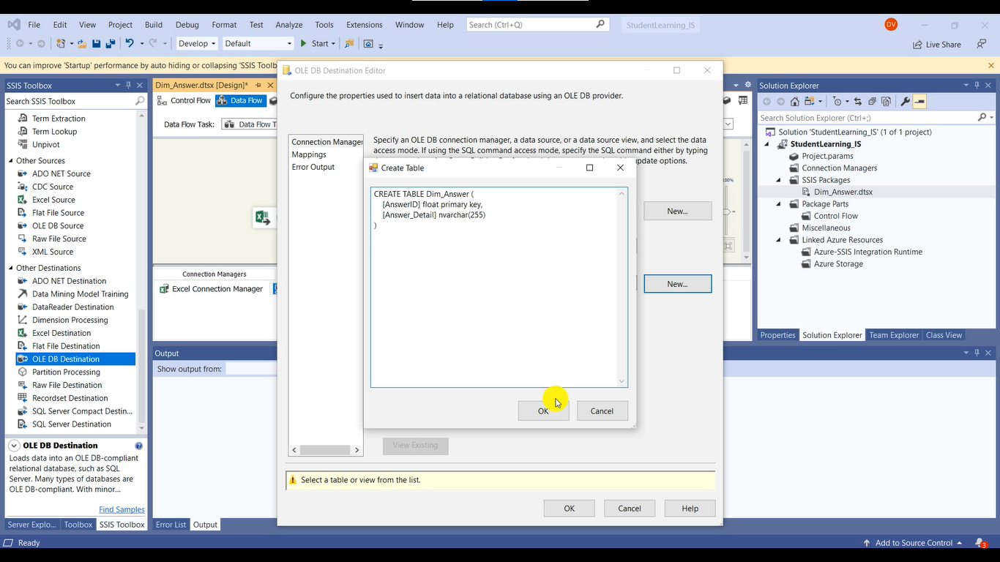 File Edit View Project Build Debug Format Test Analyze Tools Extensions Window Help Search (Ctrl+Q) StudentLearning_IS DV
Develop Default Start Live Share
You can improve 'Startup' performance by auto hiding or collapsing 'SSIS Toolb
SSIS Toolbox
Search SSIS Toolbox
Term Extraction
Term Lookup
Unpivot
Other Sources
ADO NET Source
CDC Source
Excel Source
Flat File Source
OLE DB Source
Raw File Source
XML Source
Other Destinations
ADO NET Destination
Data Mining Model Training
DataReader Destination
Dimension Processing
Excel Destination
Flat File Destination
OLE DB Destination
Partition Processing
Raw File Destination
Recordset Destination
SQL Server Compact Destin...
SQL Server Destination
OLE DB Destination
Loads data into an OLE DB-compliant
relational database, such as SQL
Server. Many types of databases are
OLE DB-compliant. With minor...
Find Samples
Server Explo... Toolbox SSIS Toolbox
Dim_Answer.dtsx [Design]*
Control Flow Data Flow
Data Flow Task: Data Flow T
100%
Connection Managers
Excel Connection Manager
Output
Show output from:
Error List Output
OLE DB Destination Editor
Configure the properties used to insert data into a relational database using an OLE DB provider.
Connection Manager
Mappings
Error Output
Specify an OLE DB connection manager, a data source, or a data source view, and select the data
access mode. If using the SQL command access mode, specify the SQL command either by typing
update options.
New...
New...
View Existing
Select a table or view from the list.
OK Cancel Help
Create Table
CREATE TABLE Dim_Answer (
[AnswerID] float primary key,
[Answer_Detail] nvarchar(255)
)
OK Cancel
Solution Explorer
Search Solution Explorer (Ctrl+;)
Solution 'StudentLearning_IS' (1 of 1 project)
StudentLearning_IS
Project.params
Connection Managers
SSIS Packages
Dim_Answer.dtsx
Package Parts
Control Flow
Miscellaneous
Linked Azure Resources
Azure-SSIS Integration Runtime
Azure Storage
Properties Solution Explorer Team Explorer Class View
Ready
Add to Source Control 3